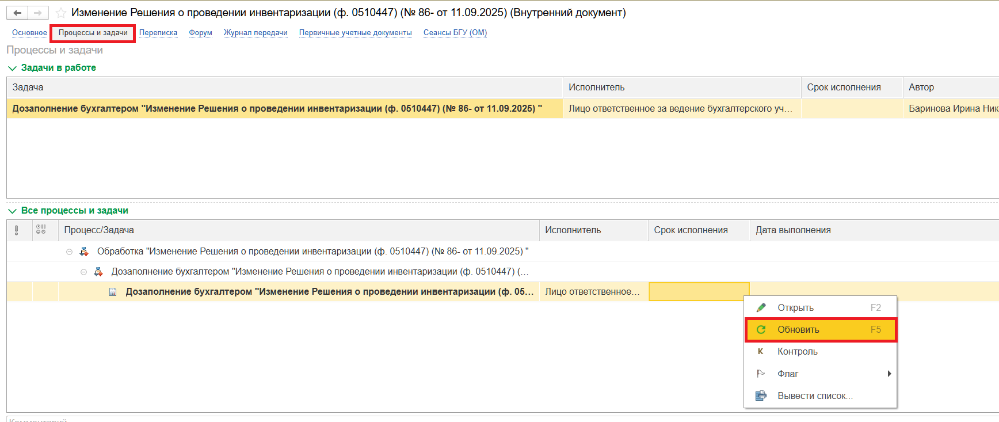 Изменение Решения о проведении инвентаризации (ф. 0510447) (№ 86- от 11.09.2025) (Внутренний документ)
Основное Процессы и задачи Переписка Форум Журнал передачи Первичные учетные документы Сеансы БГУ (ОМ)
Процессы и задачи
Задачи в работе
Задача Исполнитель Срок исполнения Автор
Дозаполнение бухгалтером "Изменение Решения о проведении инвентаризации (ф. 0510447) (№ 86- от 11.09.2025) " Лицо ответственное за ведение бухгалтерского уч... Баринова Ирина Ник
Все процессы и задачи
Процесс/Задача Исполнитель Срок исполнения Дата выполнения
Обработка "Изменение Решения о проведении инвентаризации (ф. 0510447) (№ 86- от 11.09.2025) "
Дозаполнение бухгалтером "Изменение Решения о проведении инвентаризации (ф. 0510447) (...
Дозаполнение бухгалтером "Изменение Решения о проведении инвентаризации (ф. 05... Лицо ответственное...
Открыть F2
Обновить F5
К Контроль
Флаг
Вывести список...
Комментарий